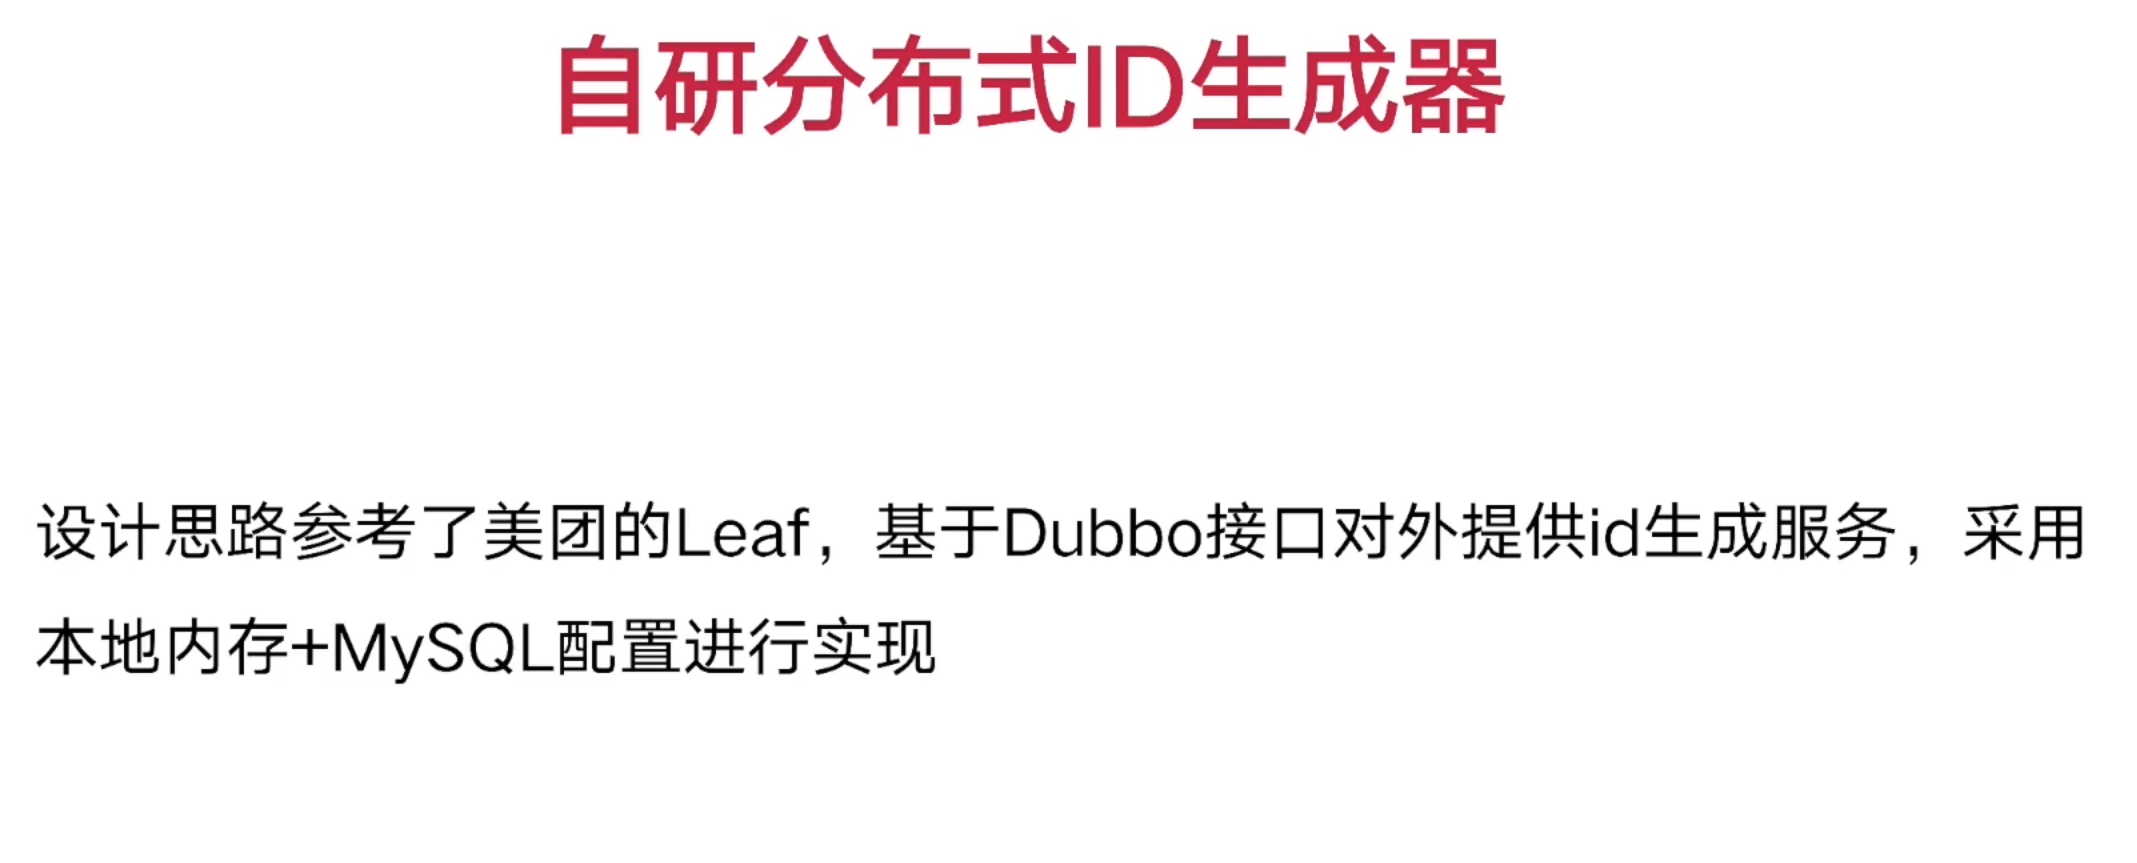 自研分布式ID生成器
设计思路参考了美团的Leaf，基于Dubbo接口对外提供id生成服务，采用
本地内存+MySQL配置进行实现